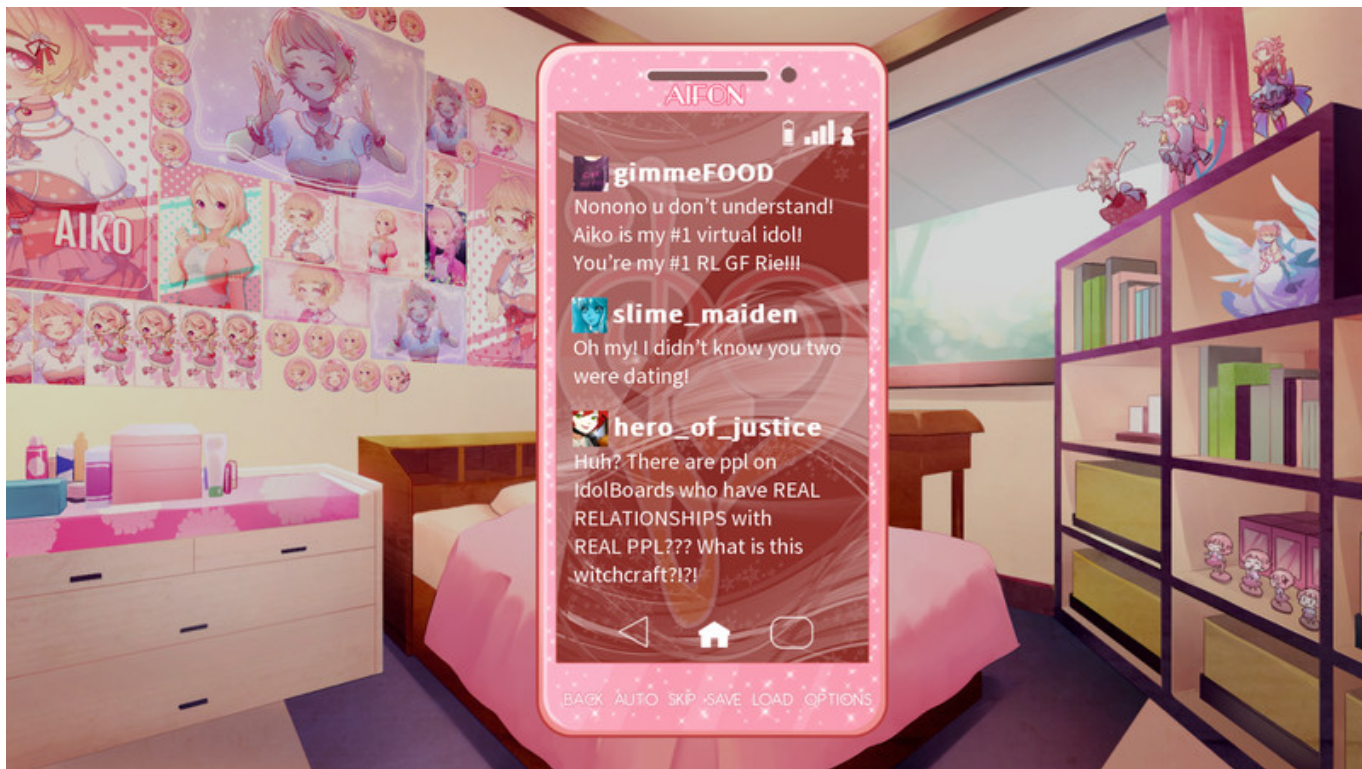 AIKO
AIFON
gimmeFOOD
Nonono u don't understand!
Aiko is my #1 virtual idol!
You're my #1 RL GF Rie!!!
slime_maiden
Oh my! I didn't know you two
were dating!
hero_of_justice
Huh? There are ppl on
IdolBoards who have REAL
RELATIONSHIPS with
REAL PPL??? What is this
witchcraft?!?!
BACK AUTO SKIP SAVE LOAD OPTIONS